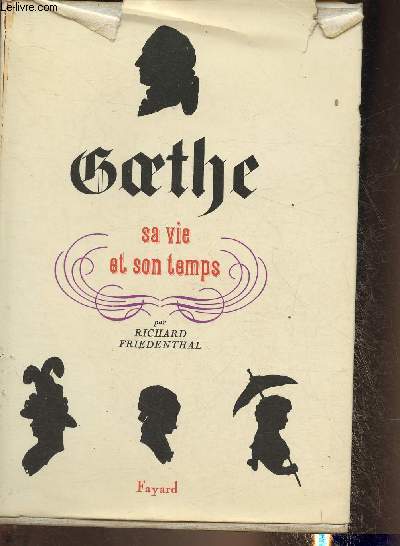 Le-livre.com
Gœthe
sa vie
et son temps
par
RICHARD
FRIEDENTHAL
Fayard